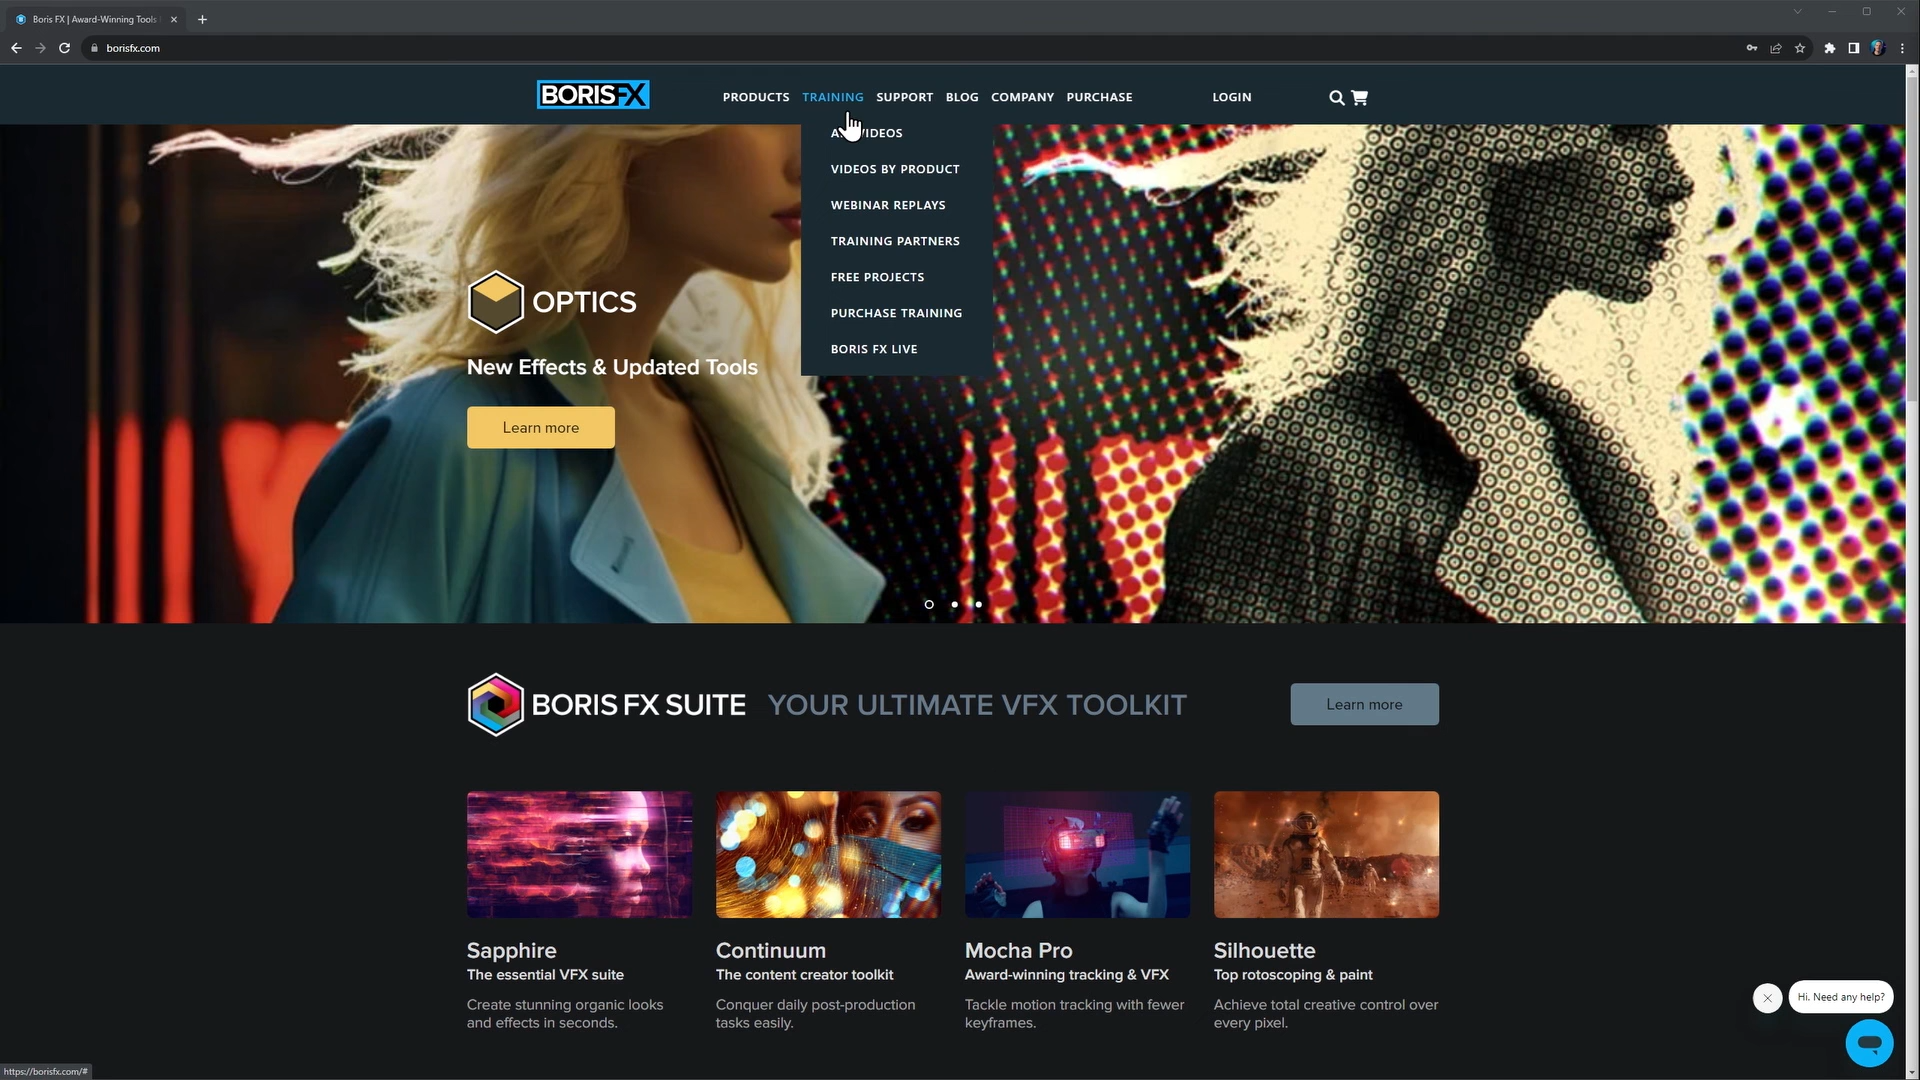 Boris FX | Award-Winning Tools
borisfx.com
BORISFX
PRODUCTS TRAINING SUPPORT BLOG COMPANY PURCHASE LOGIN
VIDEOS
VIDEOS BY PRODUCT
WEBINAR REPLAYS
TRAINING PARTNERS
FREE PROJECTS
PURCHASE TRAINING
BORIS FX LIVE
OPTICS
New Effects & Updated Tools
Learn more
BORIS FX SUITE YOUR ULTIMATE VFX TOOLKIT
Learn more
Sapphire
The essential VFX suite
Create stunning organic looks
and effects in seconds.
Continuum
The content creator toolkit
Conquer daily post-production
tasks easily.
Mocha Pro
Award-winning tracking & VFX
Tackle motion tracking with fewer
keyframes.
Silhouette
Top rotoscoping & paint
Achieve total creative control over
every pixel.
Hi. Need any help?
https://borisfx.com/#